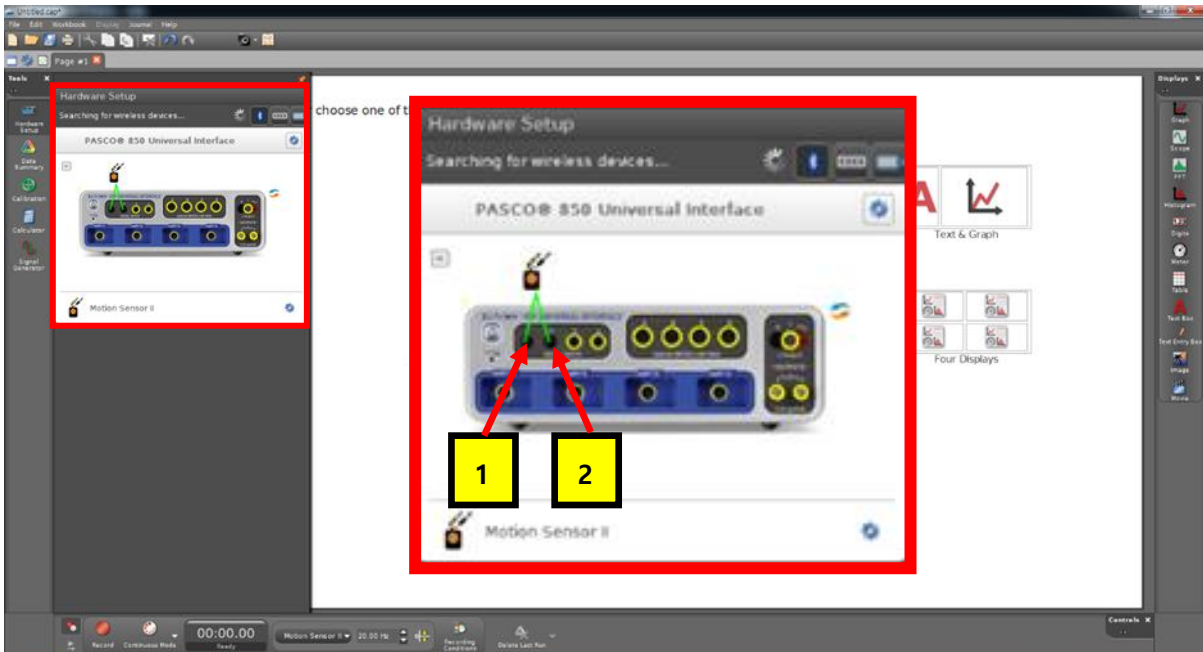 Untitled.cap*
File Edit Workbook Display Journal Help
Page #1
Tools
Hardware Setup
Data Summary
Calibration
Calculator
Signal Generator
Hardware Setup
Searching for wireless devices...
PASCO® 850 Universal Interface
Motion Sensor II
choose one of t
Hardware Setup
Searching for wireless devices...
PASCO® 850 Universal Interface
1
2
Motion Sensor II
A
Text & Graph
Four Displays
Displays
Graph
Scope
FFT
Histogram
Digits
Meter
Table
Text Box
Text Entry Box
Image
Movie
Record
Continuous Mode
00:00.00
Ready
Motion Sensor II
20.00 Hz
Recording Conditions
Delete Last Run
Controls